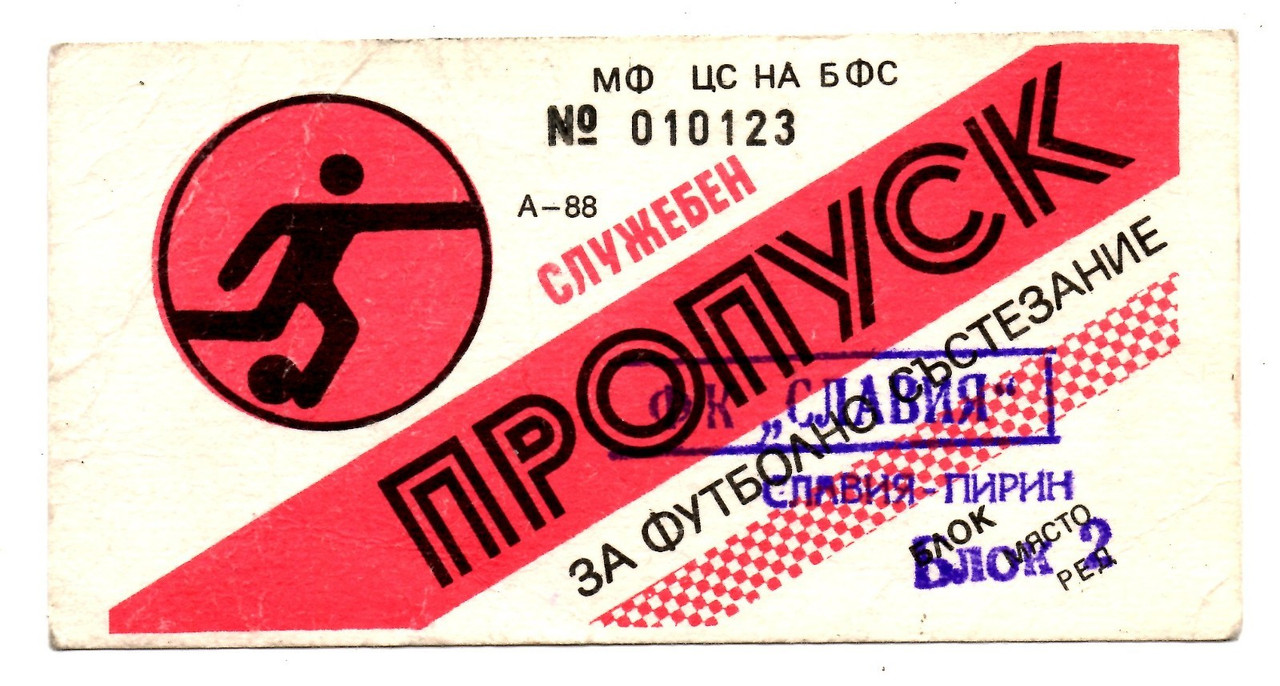 МФ ЦС НА БФС
№ 010123
А-88
СЛУЖЕБЕН
ПРОПУСК
ЗА ФУТБОЛНО СЪСТЕЗАНИЕ
ФК „СЛАВИЯ“
СЛАВИЯ-ПИРИН
БЛОК
МЯСТО
РЕД
Блок 2